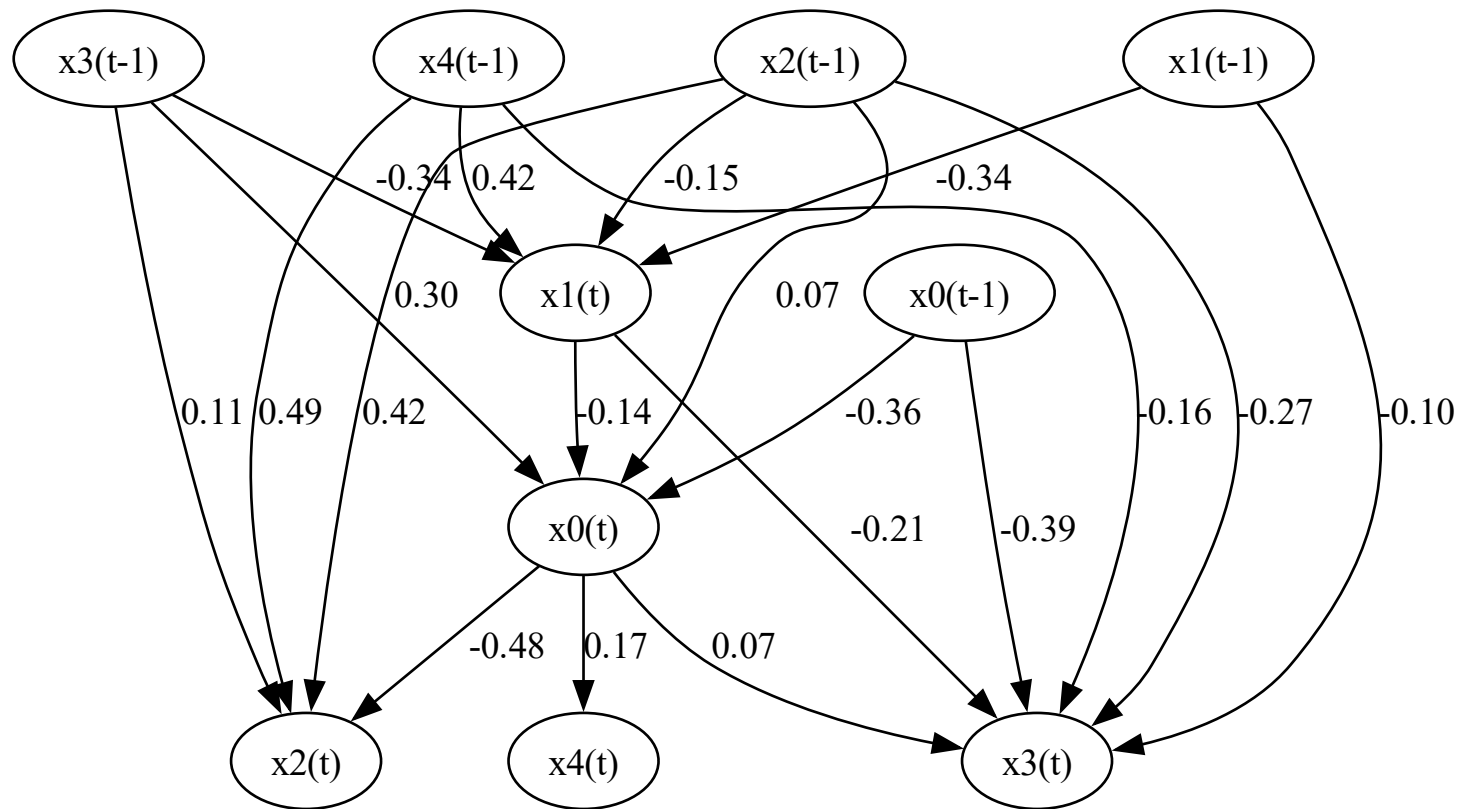 x3(t-1) x4(t-1) x2(t-1) x1(t-1)
-0.34 0.42 -0.15 -0.34
0.30 x1(t) 0.07 x0(t-1)
0.11 0.49 0.42 -0.14 -0.36 -0.16 -0.27 -0.10
x0(t) -0.21 -0.39
-0.48 0.17 0.07
x2(t) x4(t) x3(t)